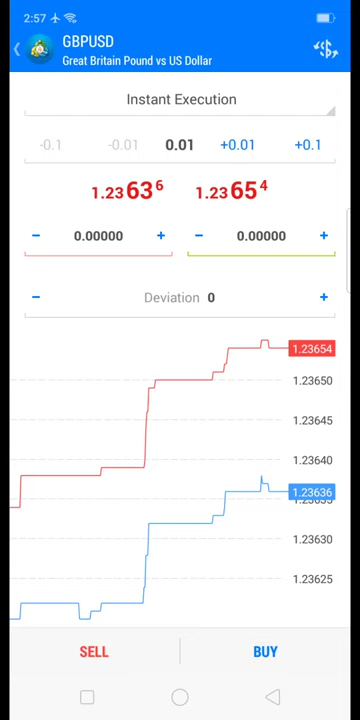 2:57
GBPUSD
Great Britain Pound vs US Dollar
Instant Execution
-0.1 -0.01 0.01 +0.01 +0.1
1.23636 1.23654
− 0.00000 + − 0.00000 +
− Deviation 0 +
1.23654
1.23650
1.23645
1.23640
1.23636
1.23635
1.23630
1.23625
SELL BUY